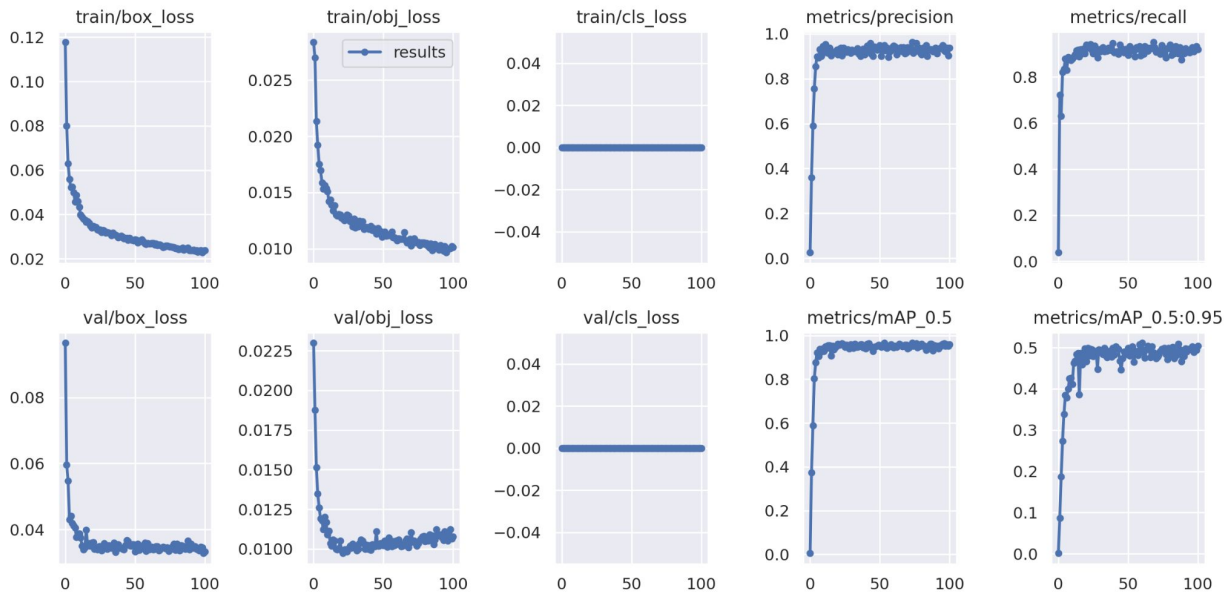 train/box_loss
train/obj_loss
train/cls_loss
metrics/precision
metrics/recall
0.12
0.10
0.08
0.06
0.04
0.02
0 50 100
results
0.025
0.020
0.015
0.010
0 50 100
0.04
0.02
0.00
−0.02
−0.04
0 50 100
1.0
0.8
0.6
0.4
0.2
0.0
0 50 100
0.8
0.6
0.4
0.2
0.0
0 50 100
val/box_loss
val/obj_loss
val/cls_loss
metrics/mAP_0.5
metrics/mAP_0.5:0.95
0.08
0.06
0.04
0 50 100
0.0225
0.0200
0.0175
0.0150
0.0125
0.0100
0 50 100
0.04
0.02
0.00
−0.02
−0.04
0 50 100
1.0
0.8
0.6
0.4
0.2
0.0
0 50 100
0.5
0.4
0.3
0.2
0.1
0.0
0 50 100